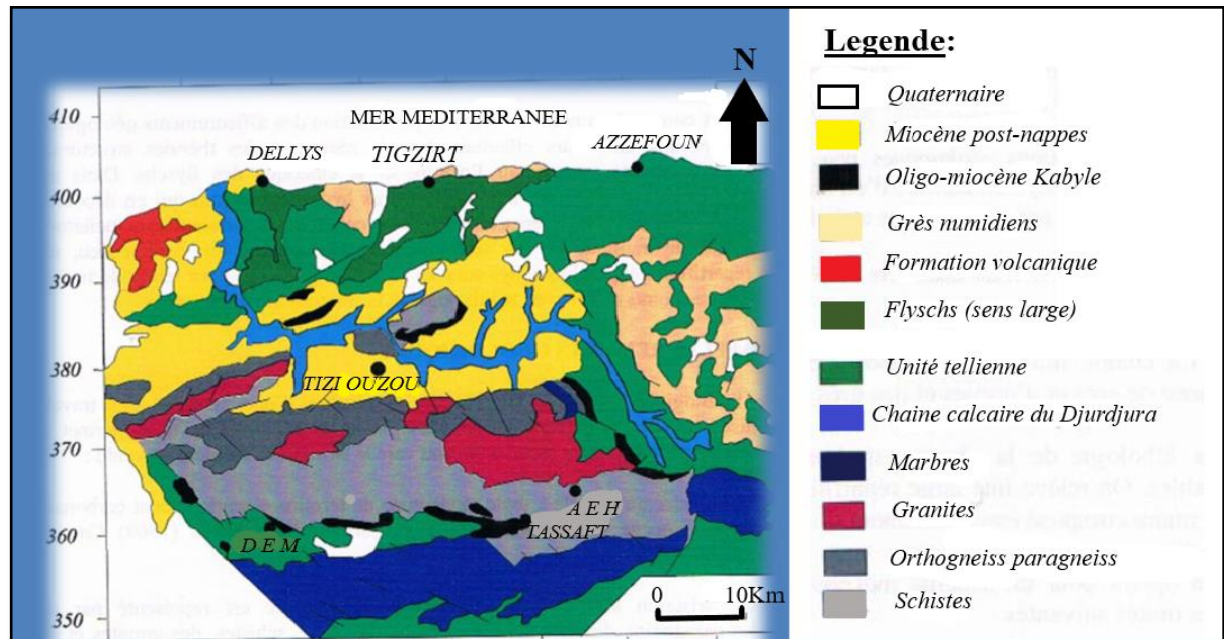 Legende:
N
Quaternaire
Miocène post-nappes
Oligo-miocène Kabyle
Grès numidiens
Formation volcanique
Flyschs (sens large)
Unité tellienne
Chaine calcaire du Djurdjura
Marbres
Granites
Orthogneiss paragneiss
Schistes
410
MER MEDITERRANEE
DELLYS
TIGZIRT
AZZEFOUN
400
390
380
TIZI OUZOU
370
360
A E H
TASSAFT
D E M
350
0
10Km